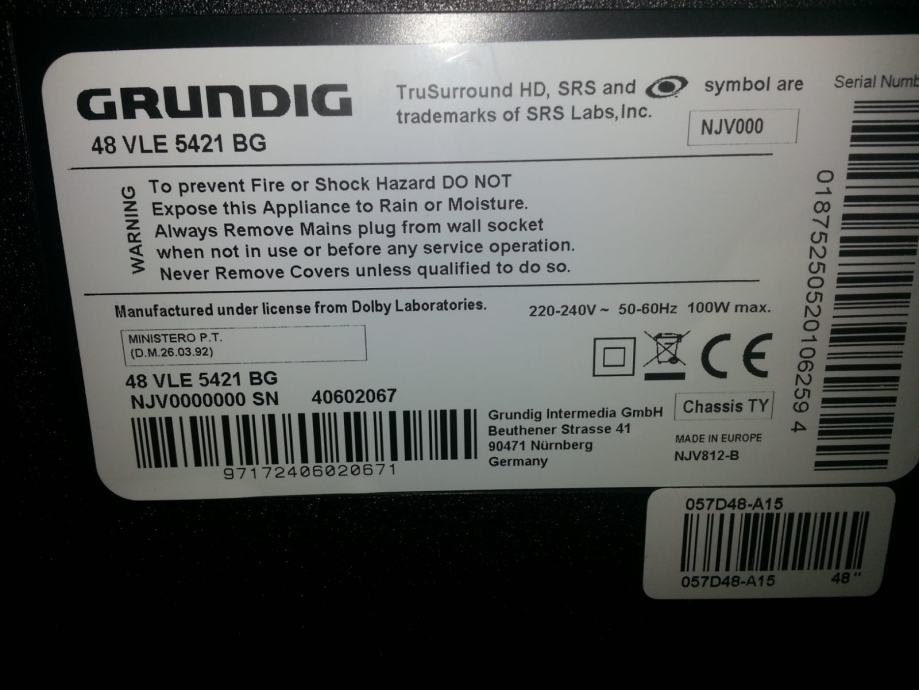 GRUNDIG
48 VLE 5421 BG
TruSurround HD, SRS and symbol are
trademarks of SRS Labs,Inc.
NJV000
Serial Numb
WARNING
To prevent Fire or Shock Hazard DO NOT
Expose this Appliance to Rain or Moisture.
Always Remove Mains plug from wall socket
when not in use or before any service operation.
Never Remove Covers unless qualified to do so.
Manufactured under license from Dolby Laboratories.
220-240V ~ 50-60Hz 100W max.
MINISTERO P.T.
(D.M.26.03.92)
CE
48 VLE 5421 BG
NJV0000000 SN 40602067
97172406020671
Grundig Intermedia GmbH
Beuthener Strasse 41
90471 Nürnberg
Germany
Chassis TY
MADE IN EUROPE
NJV812-B
01875250520106259 4
057D48-A15
057D48-A15 48"